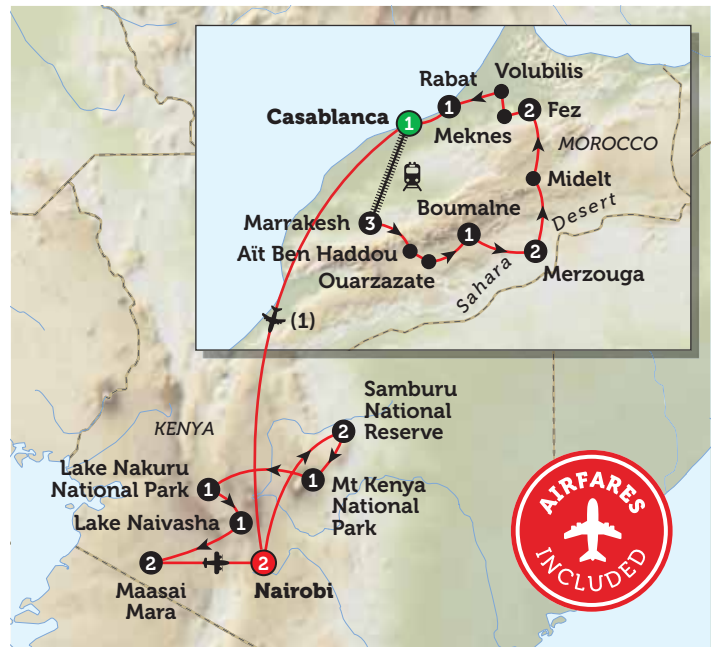 Rabat
1
Volubilis
Casablanca
1
Meknes
2
Fez
MOROCCO
Midelt
Marrakesh
3
Boumalne
1
Aït Ben Haddou
Ouarzazate
2
Merzouga
Sahara Desert
(1)
KENYA
Samburu
National
Reserve
2
Lake Nakuru
National Park
1
1
Mt Kenya
National
Park
Lake Naivasha
1
2
Maasai
Mara
2
Nairobi
AIRFARES
INCLUDED